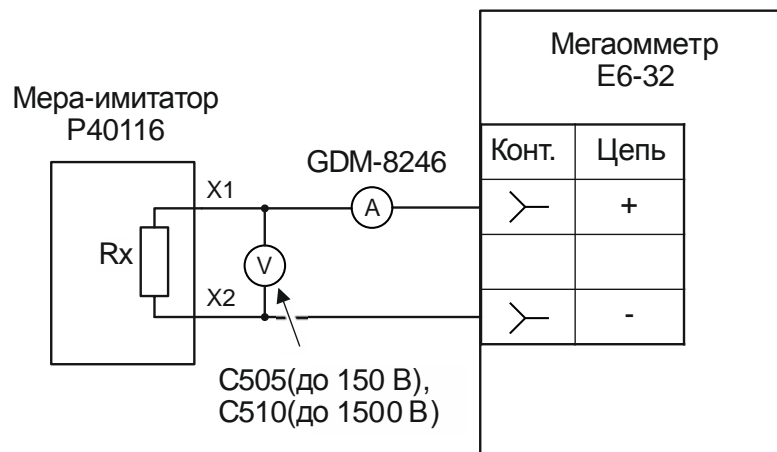 Мегаомметр
Е6-32
Мера-имитатор
Р40116
GDM-8246
Конт.
Цепь
X1
A
+
Rx
V
X2
-
С505(до 150 В),
С510(до 1500 В)